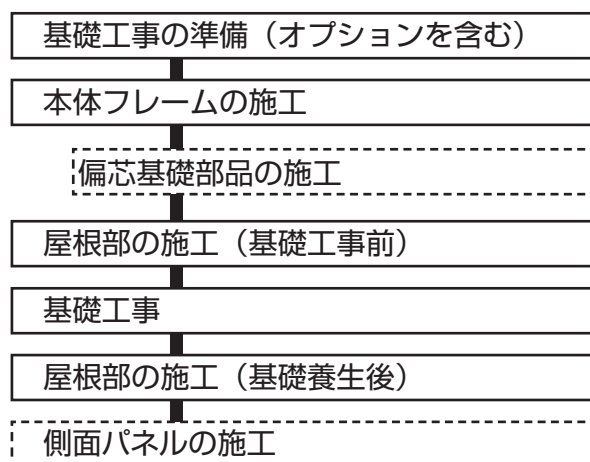 基礎工事の準備（オプションを含む）
本体フレームの施工
偏芯基礎部品の施工
屋根部の施工（基礎工事前）
基礎工事
屋根部の施工（基礎養生後）
側面パネルの施工